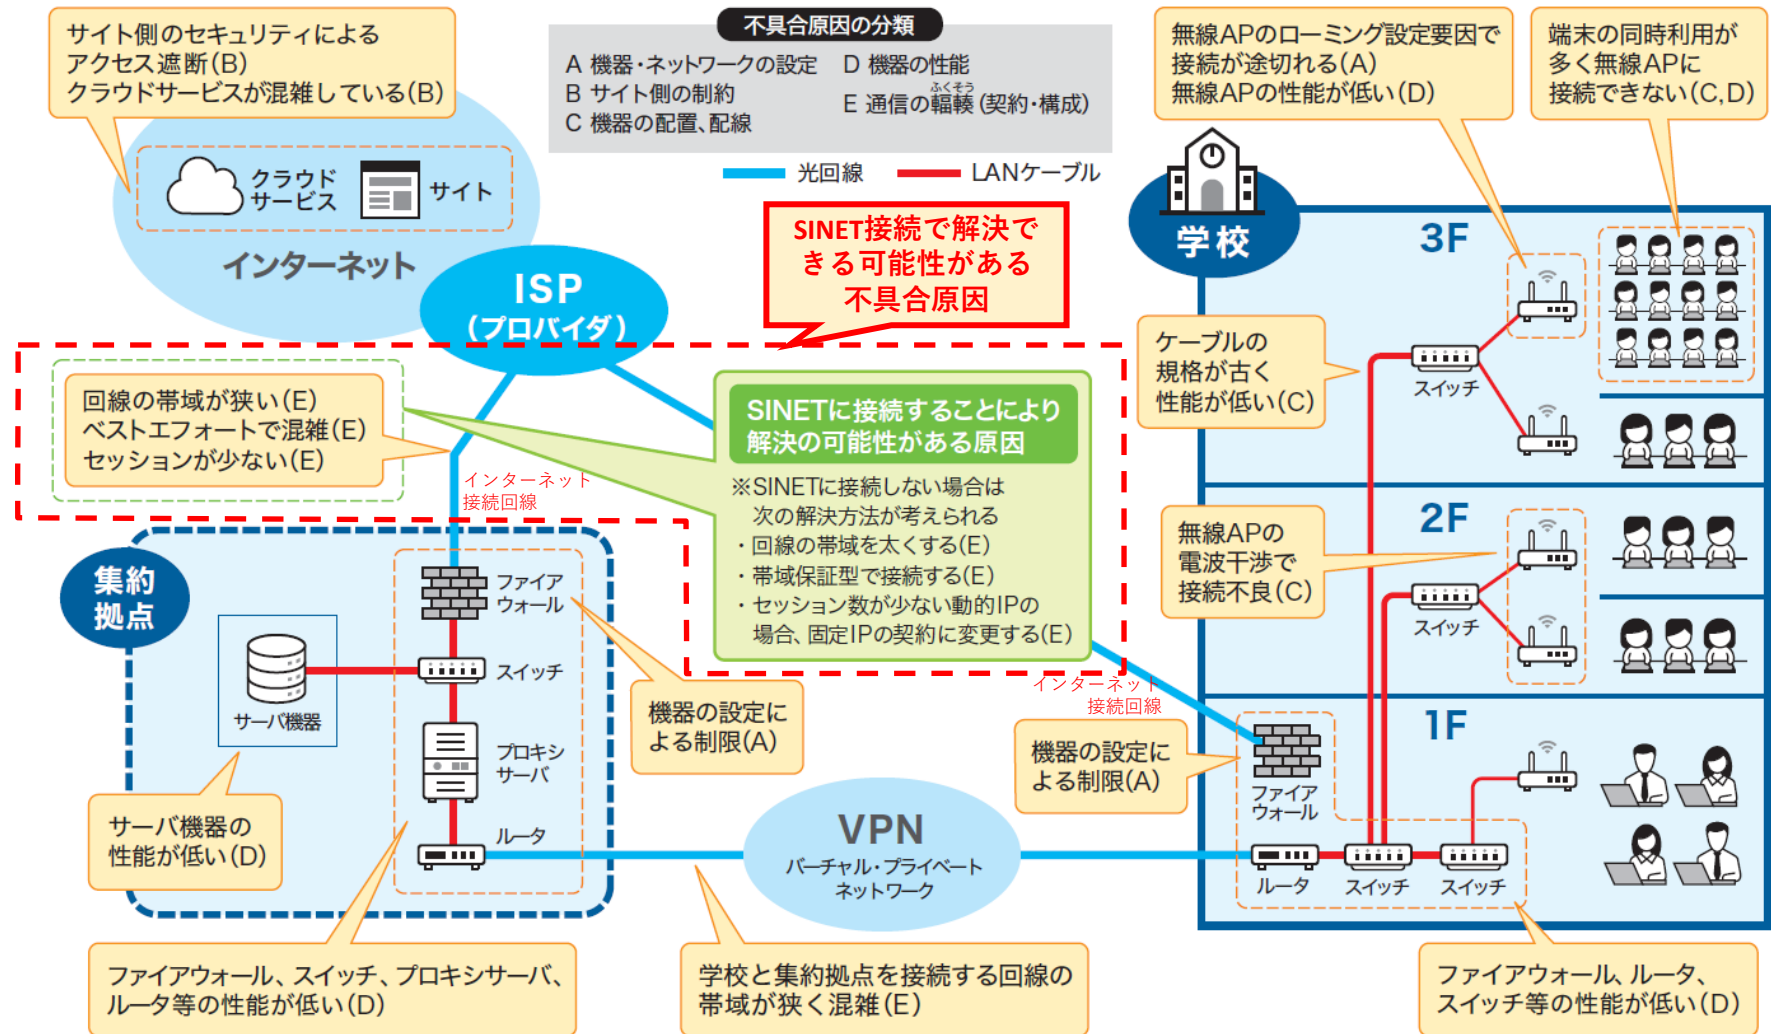 サイト側のセキュリティによる
アクセス遮断(B)
クラウドサービスが混雑している(B)
不具合原因の分類
A 機器・ネットワークの設定
B サイト側の制約
C 機器の配置、配線
D 機器の性能
ふくそう
E 通信の輻輳(契約・構成)
光回線
LANケーブル
無線APのローミング設定要因で
接続が途切れる(A)
無線APの性能が低い(D)
端末の同時利用が
多く無線APに
接続できない(C,D)
クラウド
サービス
サイト
インターネット
ISP
(プロバイダ)
SINET接続で解決で
きる可能性がある
不具合原因
学校
3F
ケーブルの
規格が古く
性能が低い(C)
スイッチ
回線の帯域が狭い(E)
ベストエフォートで混雑(E)
セッションが少ない(E)
インターネット
接続回線
SINETに接続することにより
解決の可能性がある原因
※SINETに接続しない場合は
次の解決方法が考えられる
・回線の帯域を太くする(E)
・帯域保証型で接続する(E)
・セッション数が少ない動的IPの
場合、固定IPの契約に変更する(E)
2F
無線APの
電波干渉で
接続不良(C)
スイッチ
集約
拠点
ファイア
ウォール
スイッチ
サーバ機器
プロキシ
サーバ
ルータ
機器の設定に
よる制限(A)
サーバ機器の
性能が低い(D)
インターネット
接続回線
機器の設定に
よる制限(A)
1F
ファイア
ウォール
ルータ
スイッチ
スイッチ
VPN
バーチャル・プライベート
ネットワーク
ファイアウォール、スイッチ、プロキシサーバ、
ルータ等の性能が低い(D)
学校と集約拠点を接続する回線の
帯域が狭く混雑(E)
ファイアウォール、ルータ、
スイッチ等の性能が低い(D)